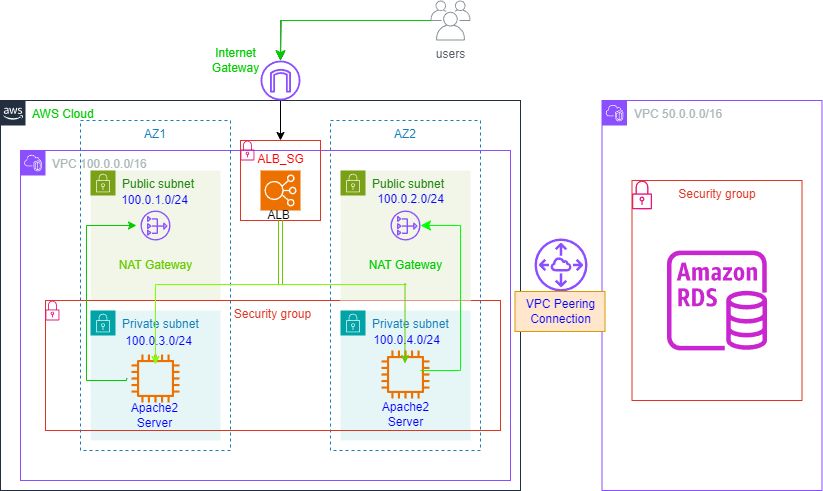 users
Internet
Gateway
aws
AWS Cloud
VPC 50.0.0.0/16
AZ1
AZ2
VPC 100.0.0.0/16
ALB_SG
Public subnet
100.0.1.0/24
Public subnet
100.0.2.0/24
ALB
NAT Gateway
NAT Gateway
Security group
Amazon
RDS
VPC Peering
Connection
Security group
Private subnet
100.0.3.0/24
Private subnet
100.0.4.0/24
Apache2
Server
Apache2
Server